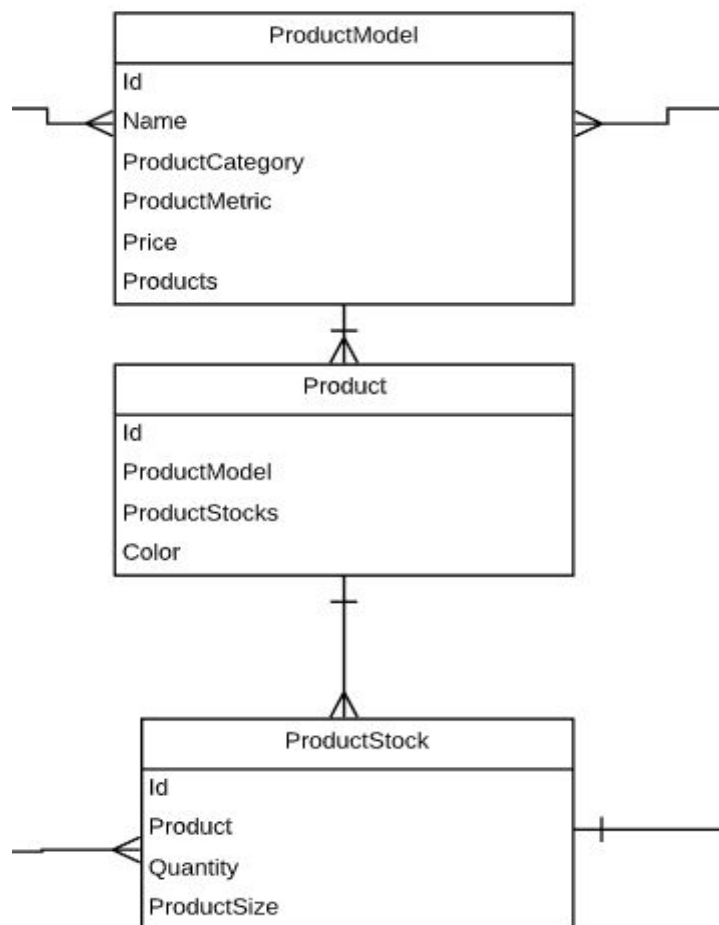 ProductModel
Id
Name
ProductCategory
ProductMetric
Price
Products
Product
Id
ProductModel
ProductStocks
Color
ProductStock
Id
Product
Quantity
ProductSize